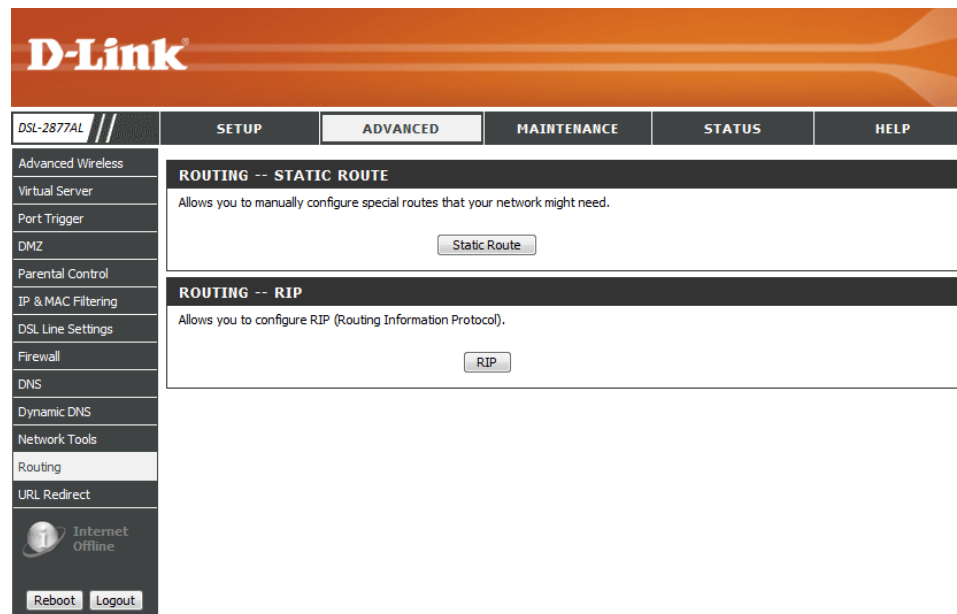 D-Link®
DSL-2877AL
SETUP
ADVANCED
MAINTENANCE
STATUS
HELP
Advanced Wireless
Virtual Server
Port Trigger
DMZ
Parental Control
IP & MAC Filtering
DSL Line Settings
Firewall
DNS
Dynamic DNS
Network Tools
Routing
URL Redirect
Internet
Offline
Reboot
Logout
ROUTING -- STATIC ROUTE
Allows you to manually configure special routes that your network might need.
Static Route
ROUTING -- RIP
Allows you to configure RIP (Routing Information Protocol).
RIP